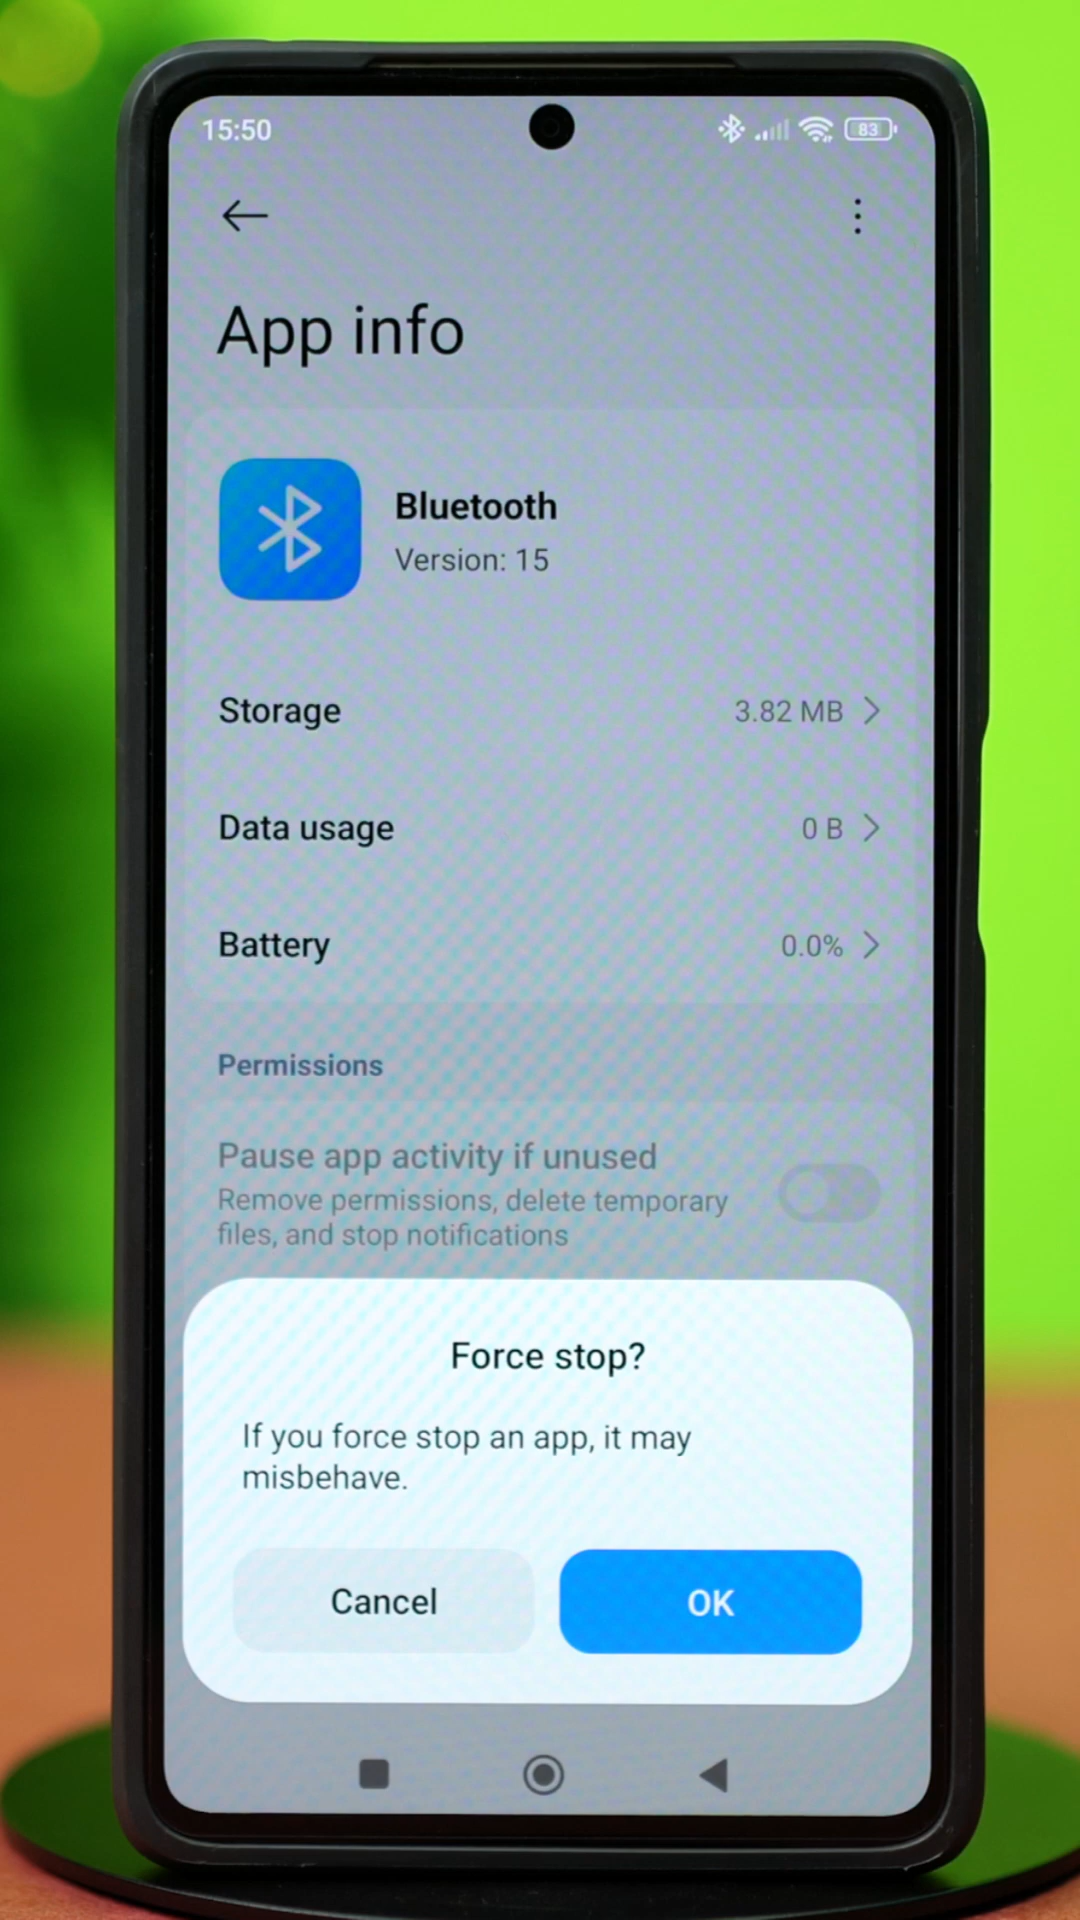 15:50
83
App info
Bluetooth
Version: 15
Storage
3.82 MB
Data usage
0 B
Battery
0.0%
Permissions
Pause app activity if unused
Remove permissions, delete temporary
files, and stop notifications
Force stop?
If you force stop an app, it may
misbehave.
Cancel
OK